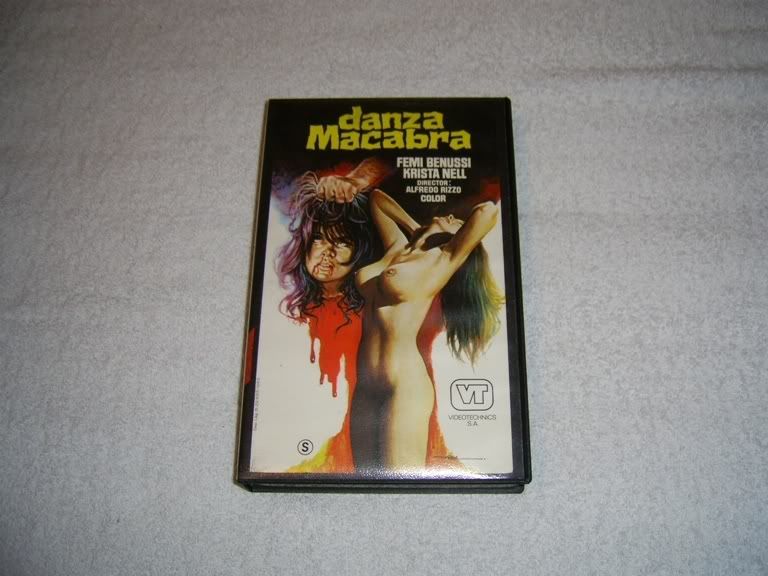 danza
Macabra
FEMI BENUSSI
KRISTA NELL
DIRECTOR:
ALFREDO RIZZO
COLOR
VT
VIDEOTECHNICS
S.A.
S